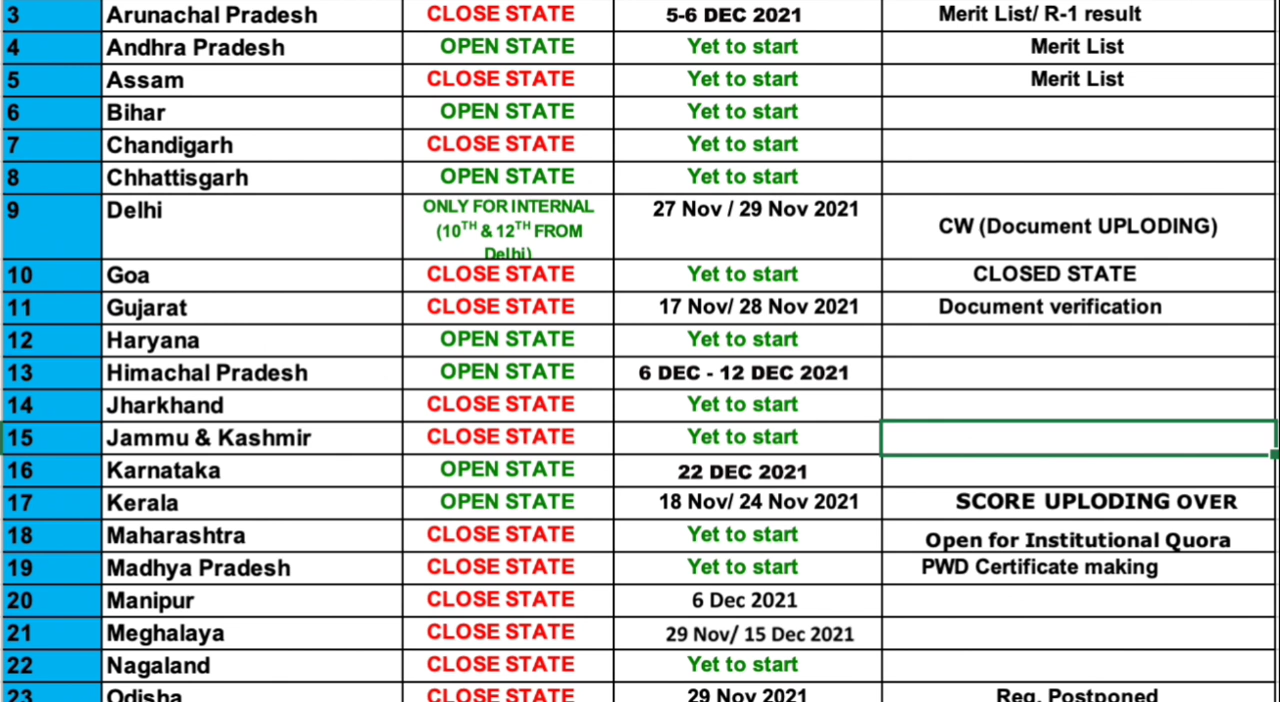 3 Arunachal Pradesh CLOSE STATE 5-6 DEC 2021 Merit List/ R-1 result
4 Andhra Pradesh OPEN STATE Yet to start Merit List
5 Assam CLOSE STATE Yet to start Merit List
6 Bihar OPEN STATE Yet to start
7 Chandigarh CLOSE STATE Yet to start
8 Chhattisgarh OPEN STATE Yet to start
9 Delhi ONLY FOR INTERNAL 27 Nov / 29 Nov 2021 CW (Document UPLODING)
(10TH & 12TH FROM
Delhi)
10 Goa CLOSE STATE Yet to start CLOSED STATE
11 Gujarat CLOSE STATE 17 Nov/ 28 Nov 2021 Document verification
12 Haryana OPEN STATE Yet to start
13 Himachal Pradesh OPEN STATE 6 DEC - 12 DEC 2021
14 Jharkhand CLOSE STATE Yet to start
15 Jammu & Kashmir CLOSE STATE Yet to start
16 Karnataka OPEN STATE 22 DEC 2021
17 Kerala OPEN STATE 18 Nov/ 24 Nov 2021 SCORE UPLODING OVER
18 Maharashtra CLOSE STATE Yet to start Open for Institutional Quora
19 Madhya Pradesh CLOSE STATE Yet to start PWD Certificate making
20 Manipur CLOSE STATE 6 Dec 2021
21 Meghalaya CLOSE STATE 29 Nov/ 15 Dec 2021
22 Nagaland CLOSE STATE Yet to start
23 Odisha CLOSE STATE 29 Nov 2021 Reg. Postponed